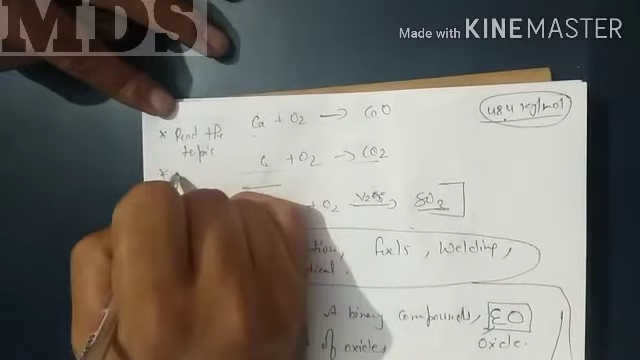 MDS
Made with KINEMASTER
Ca + O2 → CaO
484 KJ/mol
* Read the
topic
C + O2 → CO2
*
+ O2 V2O5 → SO3
fuels, Welding,
A binary compounds, EO
of oxides
oxide.